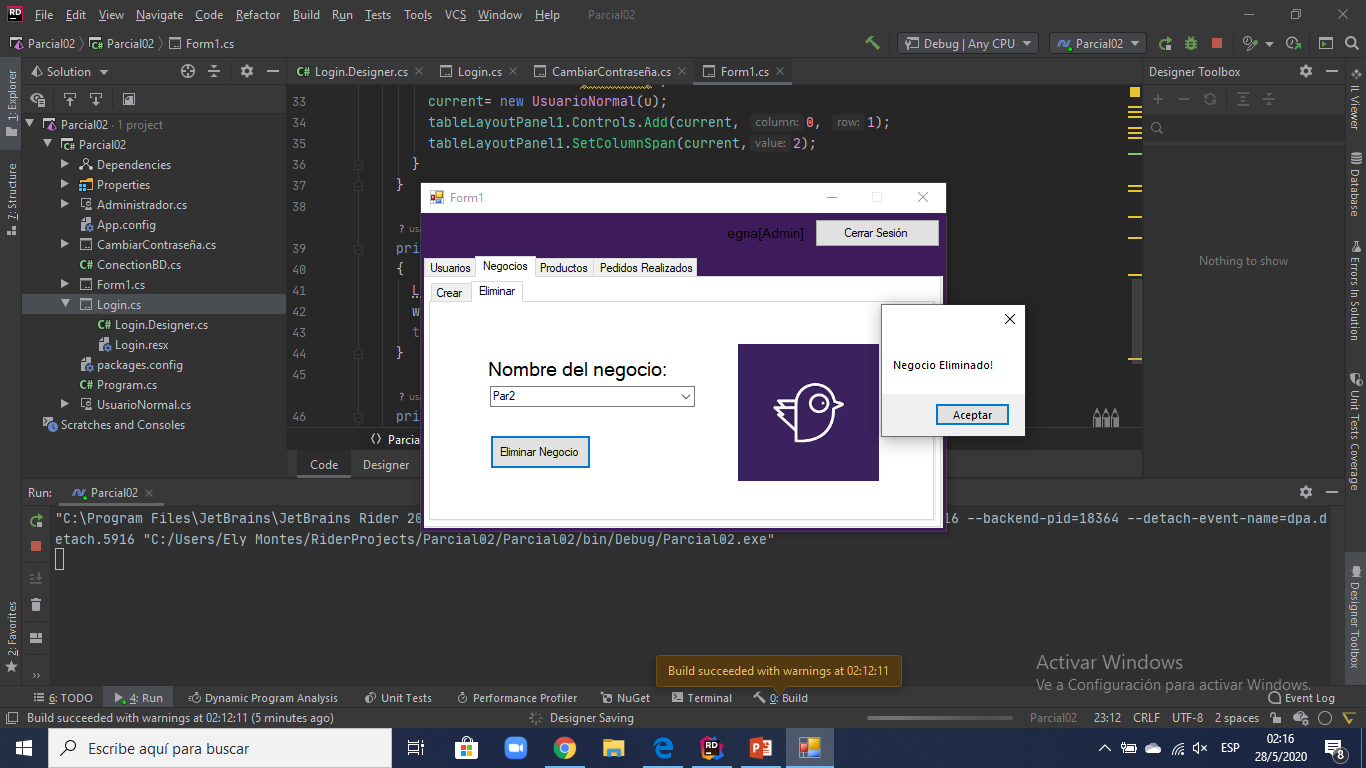 File Edit View Navigate Code Refactor Build Run Tests Tools VCS Window Help Parcial02
Parcial02 Parcial02 Form1.cs
Debug | Any CPU Parcial02
1: Explorer
7: Structure
2: Favorites
Solution
Parcial02 · 1 project
Parcial02
Dependencies
Properties
Administrador.cs
App.config
CambiarContraseña.cs
ConectionBD.cs
Form1.cs
Login.cs
Login.Designer.cs
Login.resx
packages.config
Program.cs
UsuarioNormal.cs
Scratches and Consoles
Login.Designer.cs Login.cs CambiarContraseña.cs Form1.cs
33 current= new UsuarioNormal(u);
34 tableLayoutPanel1.Controls.Add(current, column: 0, row: 1);
35 tableLayoutPanel1.SetColumnSpan(current, value: 2);
36 }
37 }
38
? usa
39 pri
40 {
41 L
42 w
43 t
44 }
45
? usa
46 pri
Parcia
Code Designer
Form1
egna[Admin] Cerrar Sesión
Usuarios Negocios Productos Pedidos Realizados
Crear Eliminar
Nombre del negocio:
Par2
Eliminar Negocio
Negocio Eliminado!
Aceptar
Designer Toolbox
Nothing to show
IL Viewer
Database
Errors In Solution
Unit Tests Coverage
Designer Toolbox
Run: Parcial02
"C:\Program Files\JetBrains\JetBrains Rider 20 16 --backend-pid=18364 --detach-event-name=dpa.d
etach.5916 "C:/Users/Ely Montes/RiderProjects/Parcial02/Parcial02/bin/Debug/Parcial02.exe"
Build succeeded with warnings at 02:12:11
Activar Windows
Ve a Configuración para activar Windows.
6: TODO 4: Run Dynamic Program Analysis Unit Tests Performance Profiler NuGet Terminal 0: Build Event Log
Build succeeded with warnings at 02:12:11 (5 minutes ago) Designer Saving Parcial02 23:12 CRLF UTF-8 2 spaces
Escribe aquí para buscar
ESP
02:16
28/5/2020
8